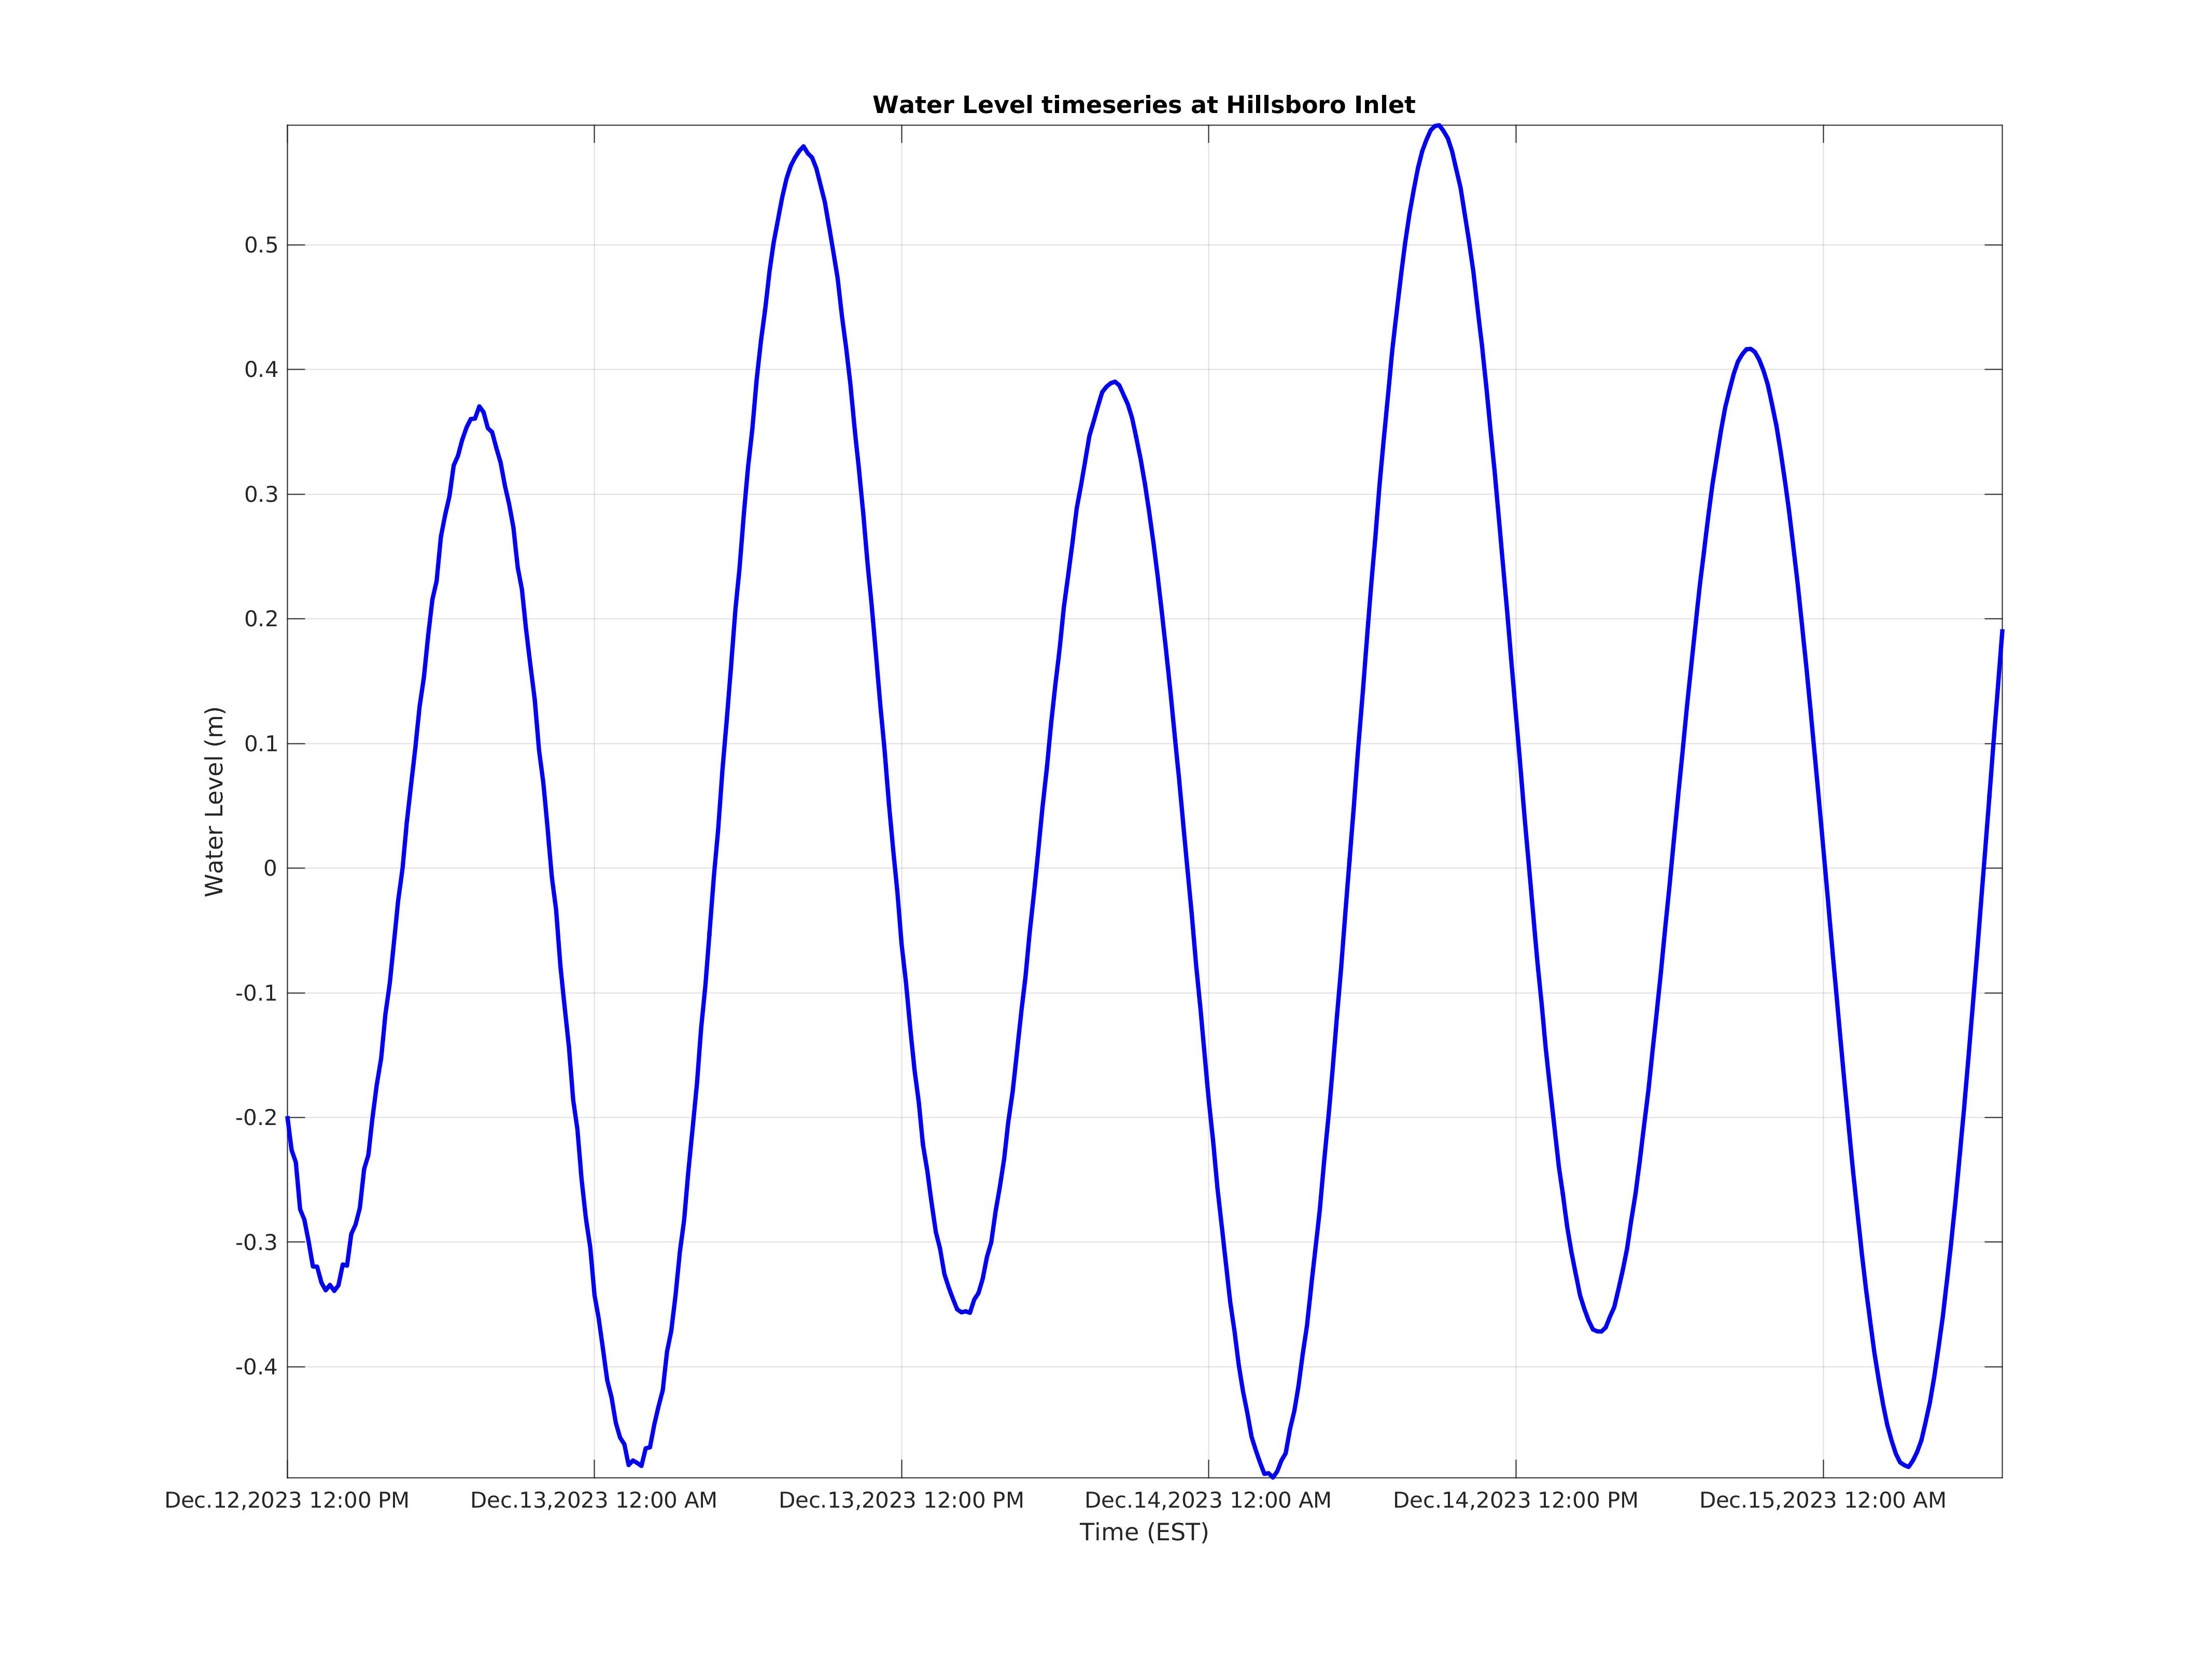 Water Level timeseries at Hillsboro Inlet
0.5
0.4
0.3
0.2
0.1
0
-0.1
-0.2
-0.3
-0.4
Water Level (m)
Dec.12,2023 12:00 PM Dec.13,2023 12:00 AM Dec.13,2023 12:00 PM Dec.14,2023 12:00 AM Dec.14,2023 12:00 PM Dec.15,2023 12:00 AM
Time (EST)